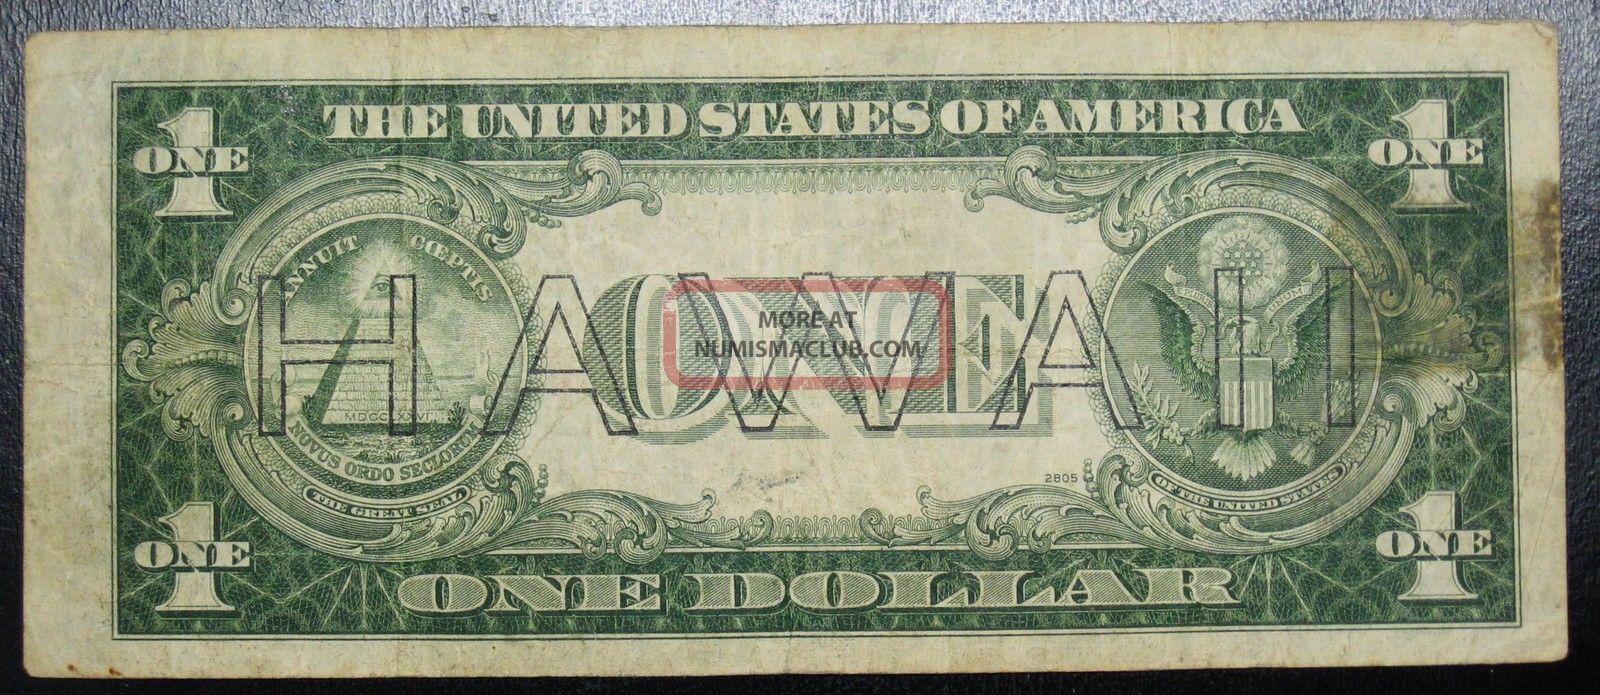 THE UNITED STATES OF AMERICA
1 ONE
1 ONE
ANNUIT CŒPTIS
HAWAII
ONE
MORE AT
NUMISMACLUB.COM
MDCCLXXVI
NOVUS ORDO SECLORUM
THE GREAT SEAL
2805
OF THE UNITED STATES
1 ONE
1 ONE
ONE DOLLAR